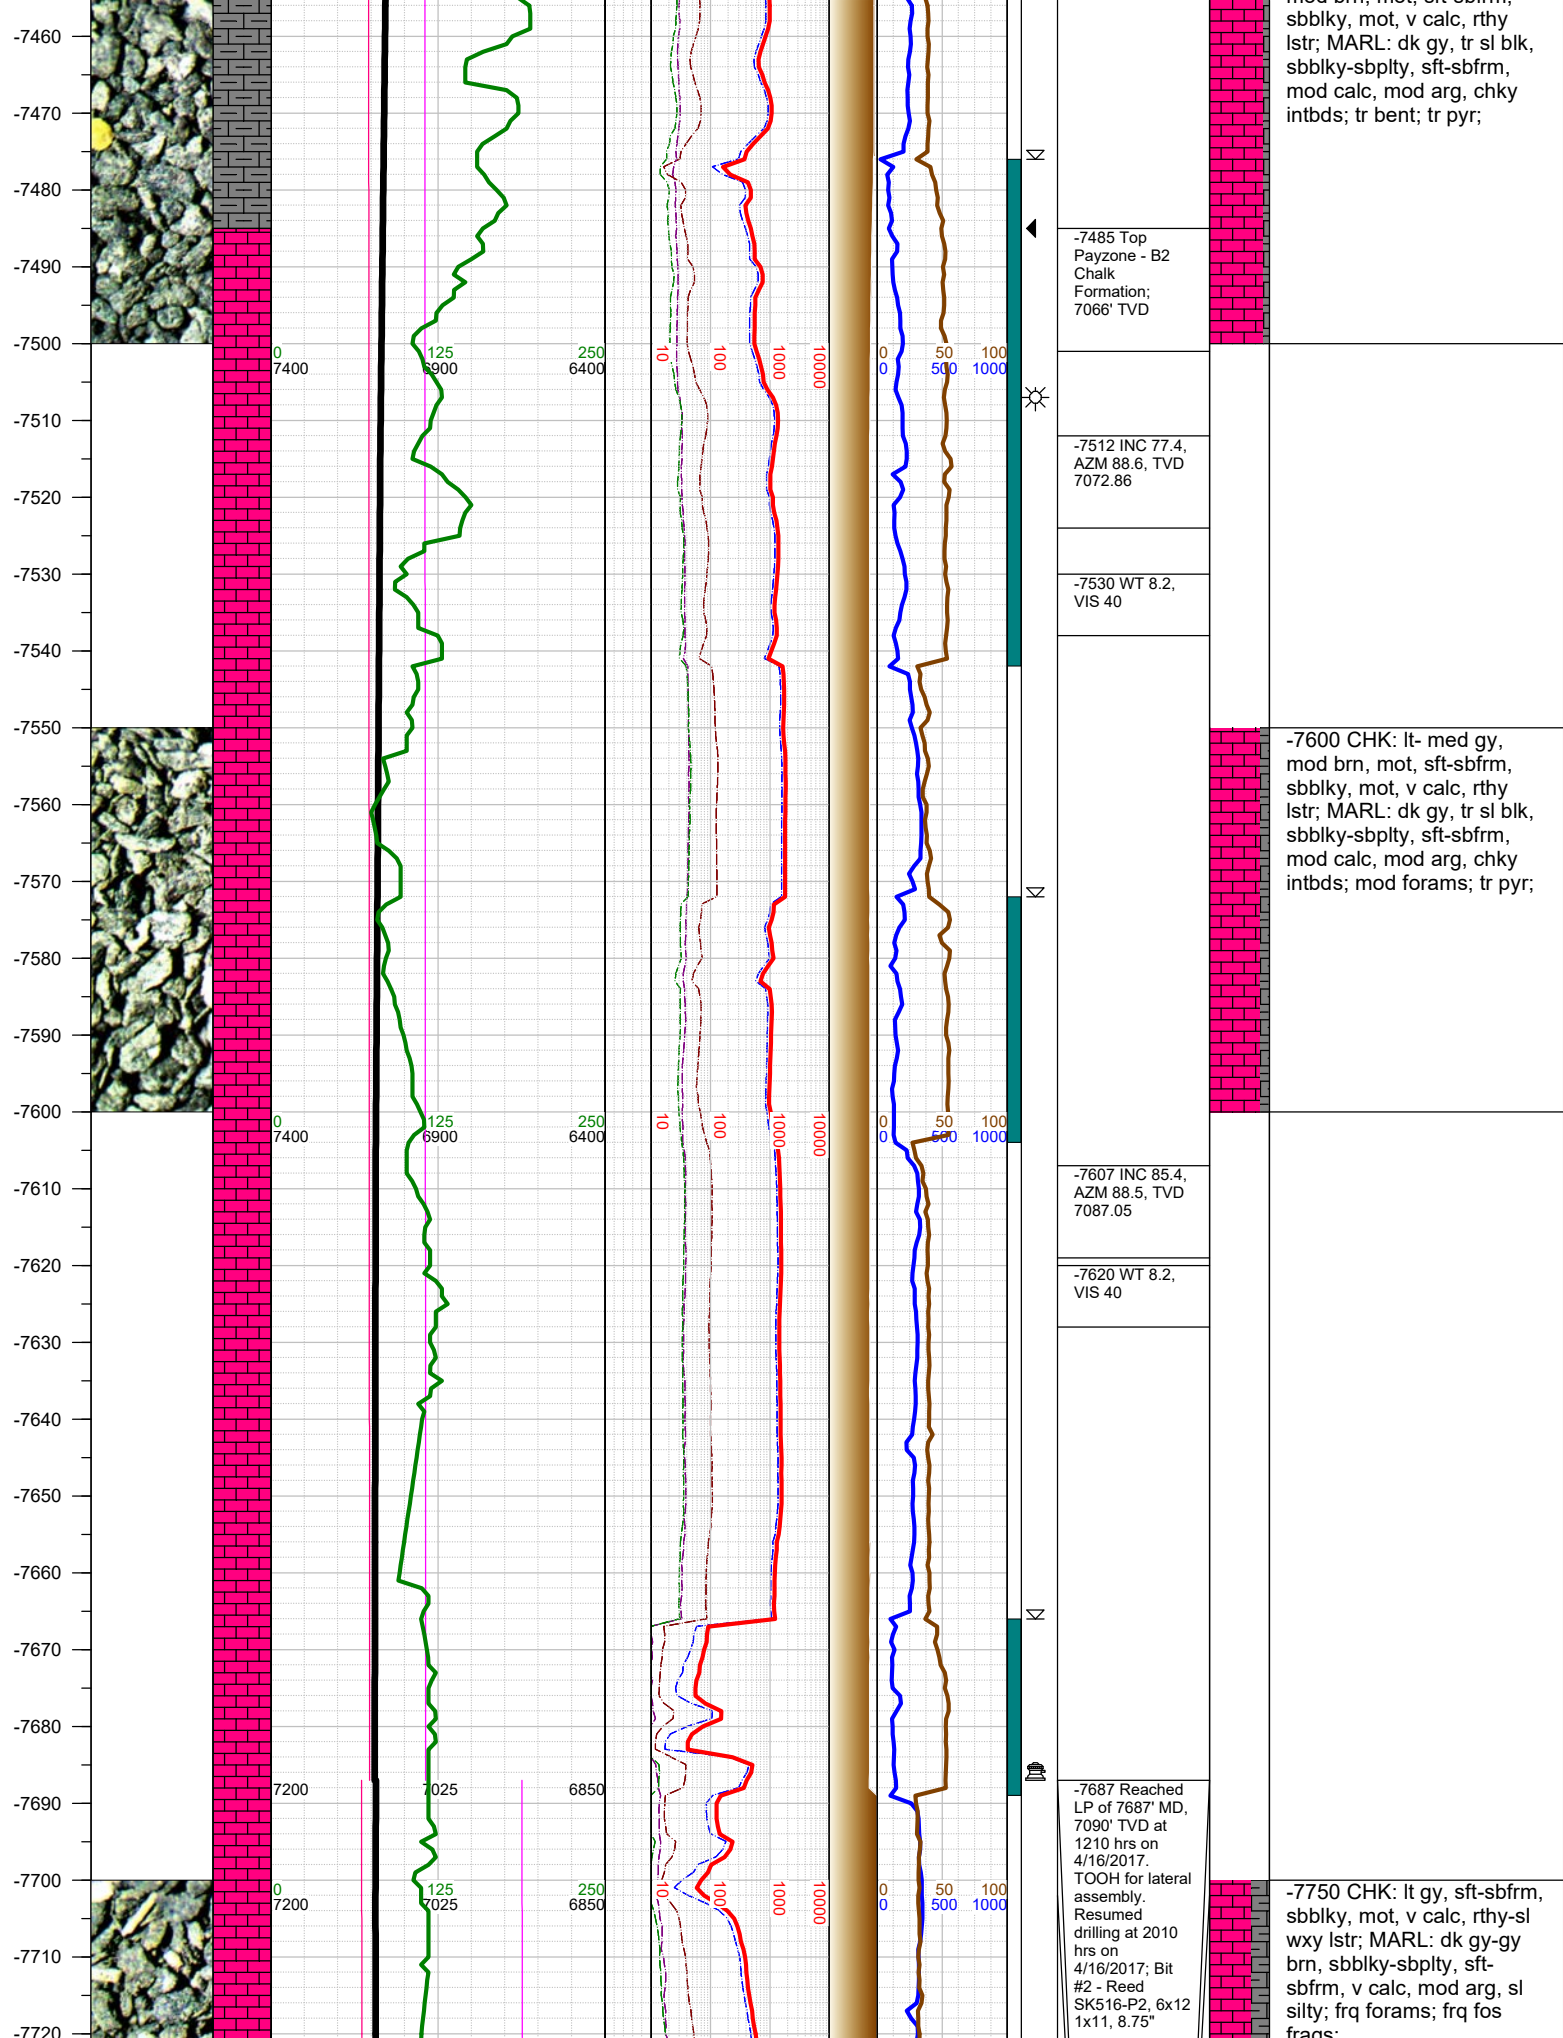 mod brn, mot, sft-sbfrm,
sbblky, mot, v calc, rthy
lstr; MARL: dk gy, tr sl blk,
sbblky-sbplty, sft-sbfrm,
mod calc, mod arg, chky
intbds; tr bent; tr pyr;
-7460
-7470
-7480
-7490
-7500
-7510
-7520
-7530
-7540
-7550
-7560
-7570
-7580
-7590
-7600
-7610
-7620
-7630
-7640
-7650
-7660
-7670
-7680
-7690
-7700
-7710
-7720
-7485 Top
Payzone - B2
Chalk
Formation;
7066' TVD
0 125 250
7400 6900 6400
10 100 1000 10000
0 50 100
0 500 1000
-7512 INC 77.4,
AZM 88.6, TVD
7072.86
-7530 WT 8.2,
VIS 40
-7600 CHK: lt- med gy,
mod brn, mot, sft-sbfrm,
sbblky, mot, v calc, rthy
lstr; MARL: dk gy, tr sl blk,
sbblky-sbplty, sft-sbfrm,
mod calc, mod arg, chky
intbds; mod forams; tr pyr;
0 125 250
7400 6900 6400
10 100 1000 10000
0 50 100
0 500 1000
-7607 INC 85.4,
AZM 88.5, TVD
7087.05
-7620 WT 8.2,
VIS 40
7200 7025 6850
-7687 Reached
LP of 7687' MD,
7090' TVD at
1210 hrs on
4/16/2017.
TOOH for lateral
assembly.
Resumed
drilling at 2010
hrs on
4/16/2017; Bit
#2 - Reed
SK516-P2, 6x12
1x11, 8.75"
0 125 250
7200 7025 6850
10 100 1000 10000
0 50 100
0 500 1000
-7750 CHK: lt gy, sft-sbfrm,
sbblky, mot, v calc, rthy-sl
wxy lstr; MARL: dk gy-gy
brn, sbblky-sbplty, sft-
sbfrm, v calc, mod arg, sl
silty; frq forams; frq fos
frags;